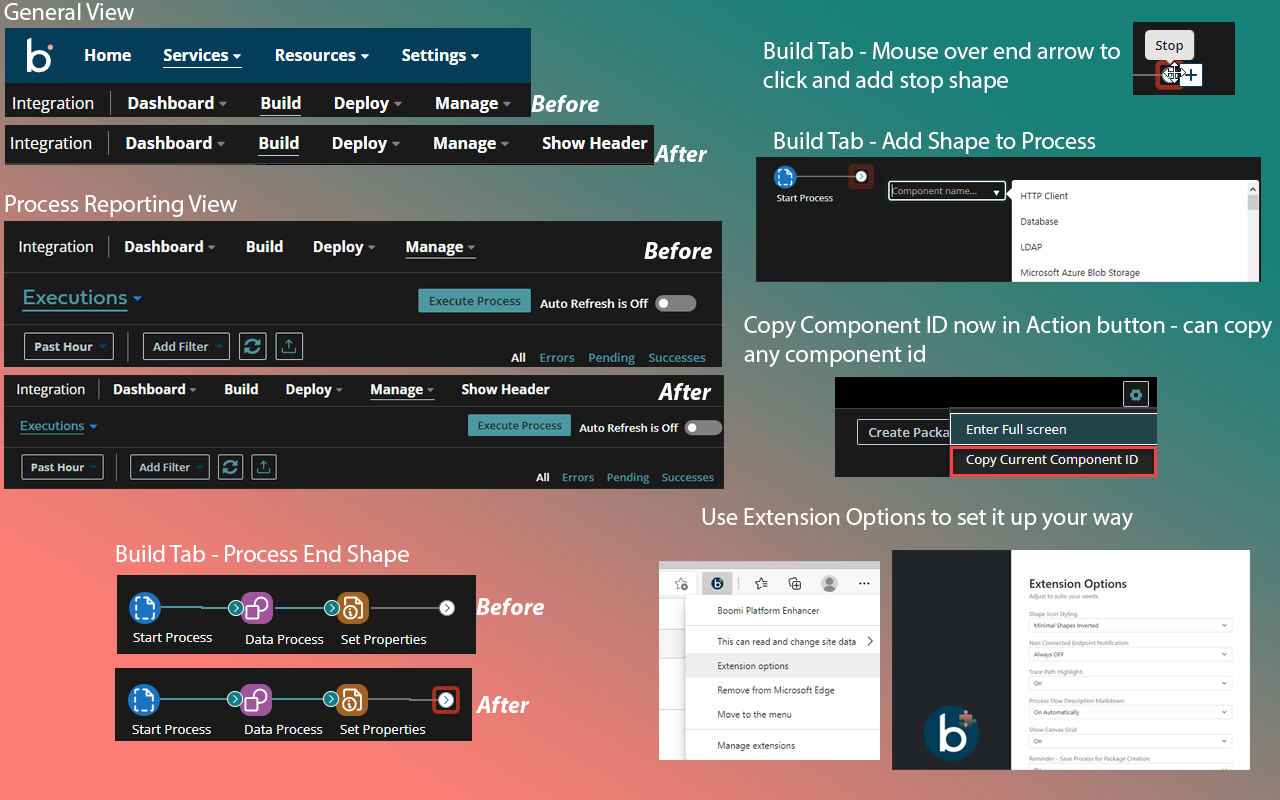 General View
b
Home Services Resources Settings
Integration Dashboard Build Deploy Manage
Before
Integration Dashboard Build Deploy Manage Show Header
After
Process Reporting View
Integration Dashboard Build Deploy Manage
Before
Executions Execute Process Auto Refresh is Off
Past Hour Add Filter
All Errors Pending Successes
Integration Dashboard Build Deploy Manage Show Header
After
Executions Execute Process Auto Refresh is Off
Past Hour Add Filter
All Errors Pending Successes
Build Tab - Process End Shape
Start Process Data Process Set Properties
Before
Start Process Data Process Set Properties
After
Build Tab - Mouse over end arrow to
click and add stop shape
Stop
Build Tab - Add Shape to Process
Start Process
Component name...
HTTP Client
Database
LDAP
Microsoft Azure Blob Storage
Copy Component ID now in Action button - can copy
any component id
Create Packa
Enter Full screen
Copy Current Component ID
Use Extension Options to set it up your way
b
Boomi Platform Enhancer
This can read and change site data
Extension options
Remove from Microsoft Edge
Move to the menu
Manage extensions
b
Extension Options
Adjust to suite your needs.
Shape Icon Styling
Minimal Shapes Inverted
Non Connected Endpoint Notification:
Always OFF
Trace Path Highlight:
On
Process Flow Description Markdown:
On Automatically
Show Canvas Grid:
On
Reminder - Save Process for Package Creation: